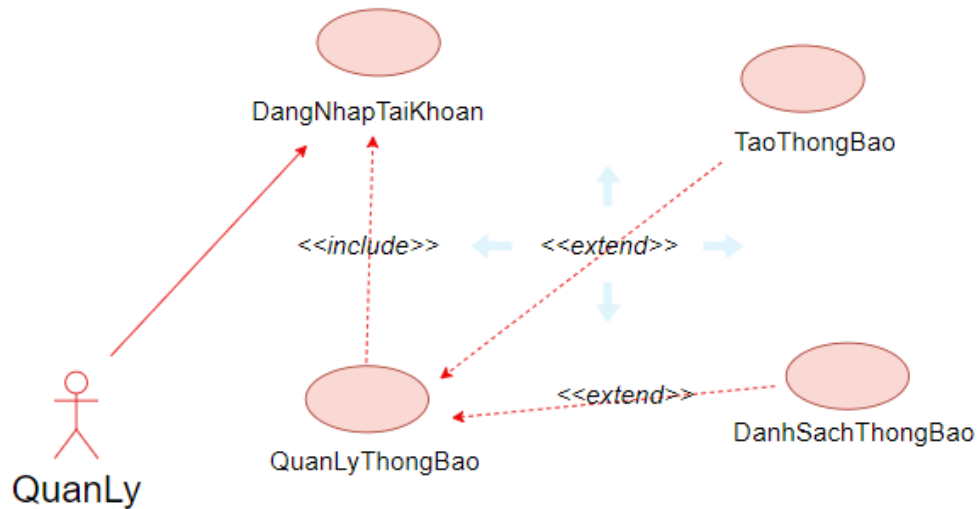 DangNhapTaiKhoan
TaoThongBao
<<include>>
<<extend>>
<<extend>>
DanhSachThongBao
QuanLyThongBao
QuanLy